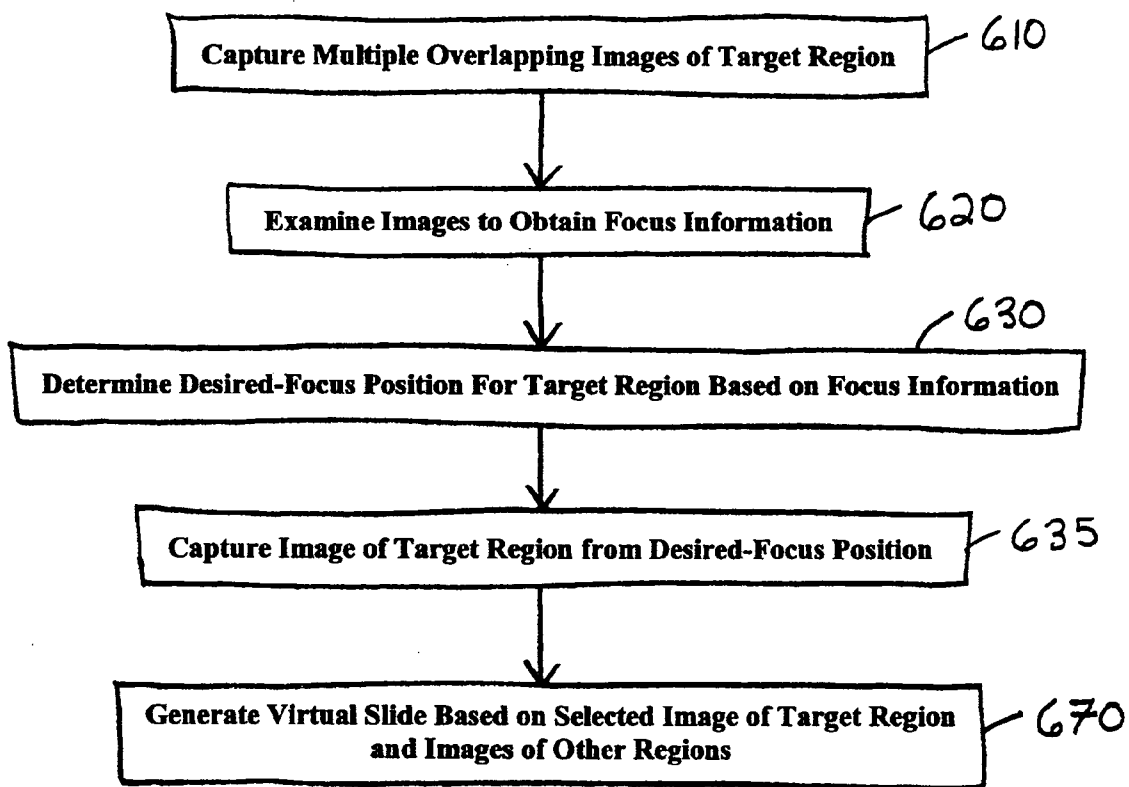 Capture Multiple Overlapping Images of Target Region
610
Examine Images to Obtain Focus Information
620
630
Determine Desired-Focus Position For Target Region Based on Focus Information
Capture Image of Target Region from Desired-Focus Position
635
Generate Virtual Slide Based on Selected Image of Target Region
and Images of Other Regions
670